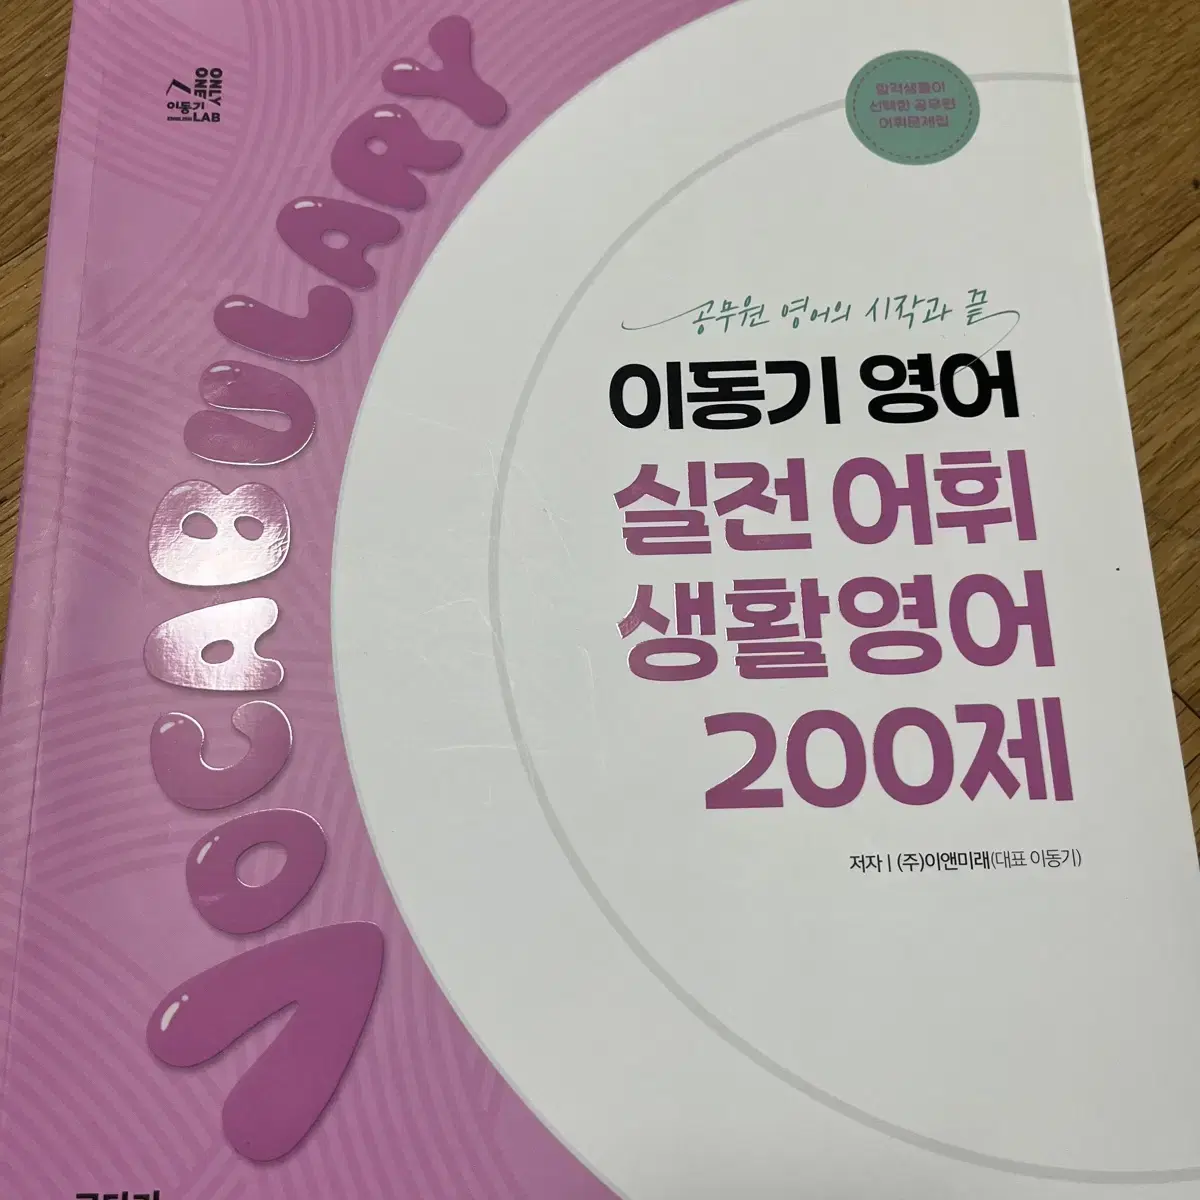 ONLY
ONE
이동기
ENGLISH LAB
VOCABULARY
합격생들이
선택한 공무원
어휘문제집
공무원 영어의 시작과 끝
이동기 영어
실전 어휘
생활영어
200제
저자 | (주)이앤미래(대표 이동기)